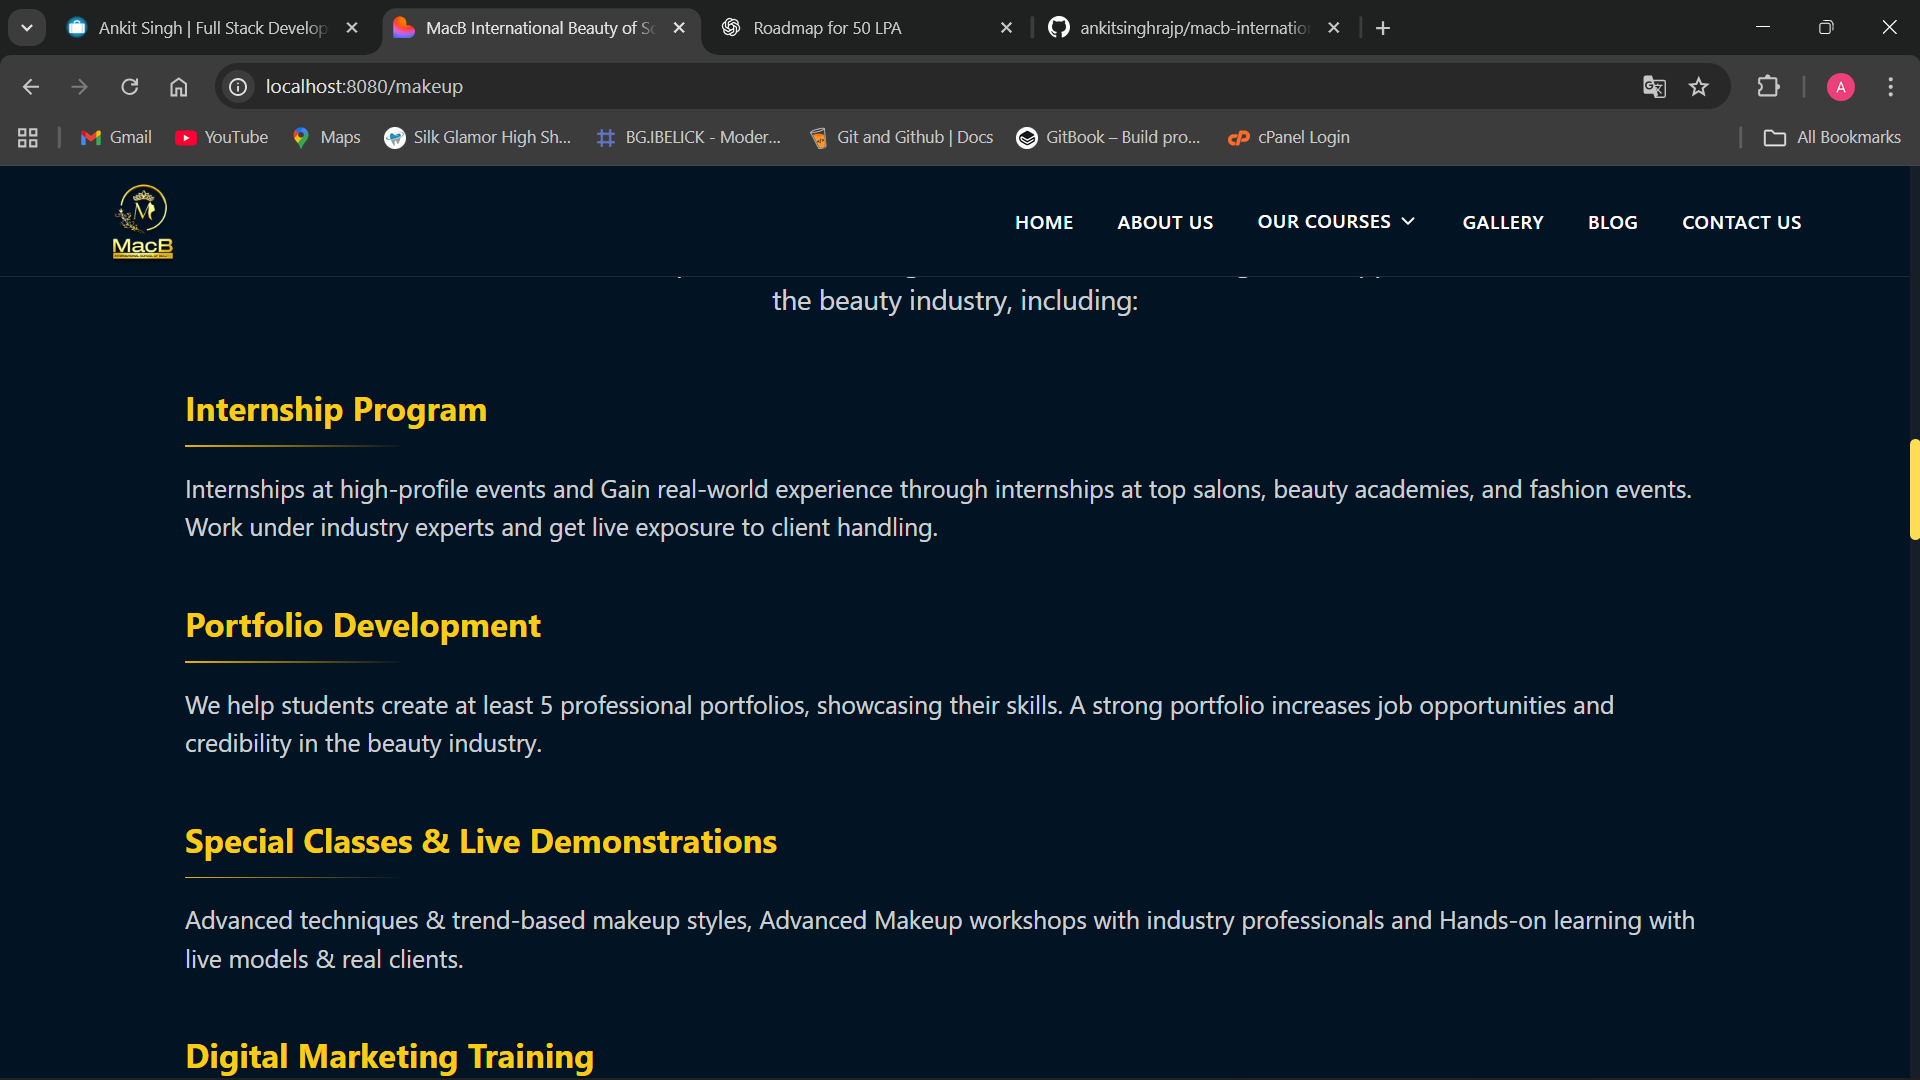 Ankit Singh | Full Stack Develop
MacB International Beauty of Sc
Roadmap for 50 LPA
ankitsinghrajp/macb-internatio
localhost:8080/makeup
A
Gmail
YouTube
Maps
Silk Glamor High Sh...
BG.IBELICK - Moder...
Git and Github | Docs
GitBook – Build pro...
cPanel Login
All Bookmarks
M
MacB
HOME
ABOUT US
OUR COURSES
GALLERY
BLOG
CONTACT US
the beauty industry, including:
Internship Program
Internships at high-profile events and Gain real-world experience through internships at top salons, beauty academies, and fashion events.
Work under industry experts and get live exposure to client handling.
Portfolio Development
We help students create at least 5 professional portfolios, showcasing their skills. A strong portfolio increases job opportunities and
credibility in the beauty industry.
Special Classes & Live Demonstrations
Advanced techniques & trend-based makeup styles, Advanced Makeup workshops with industry professionals and Hands-on learning with
live models & real clients.
Digital Marketing Training